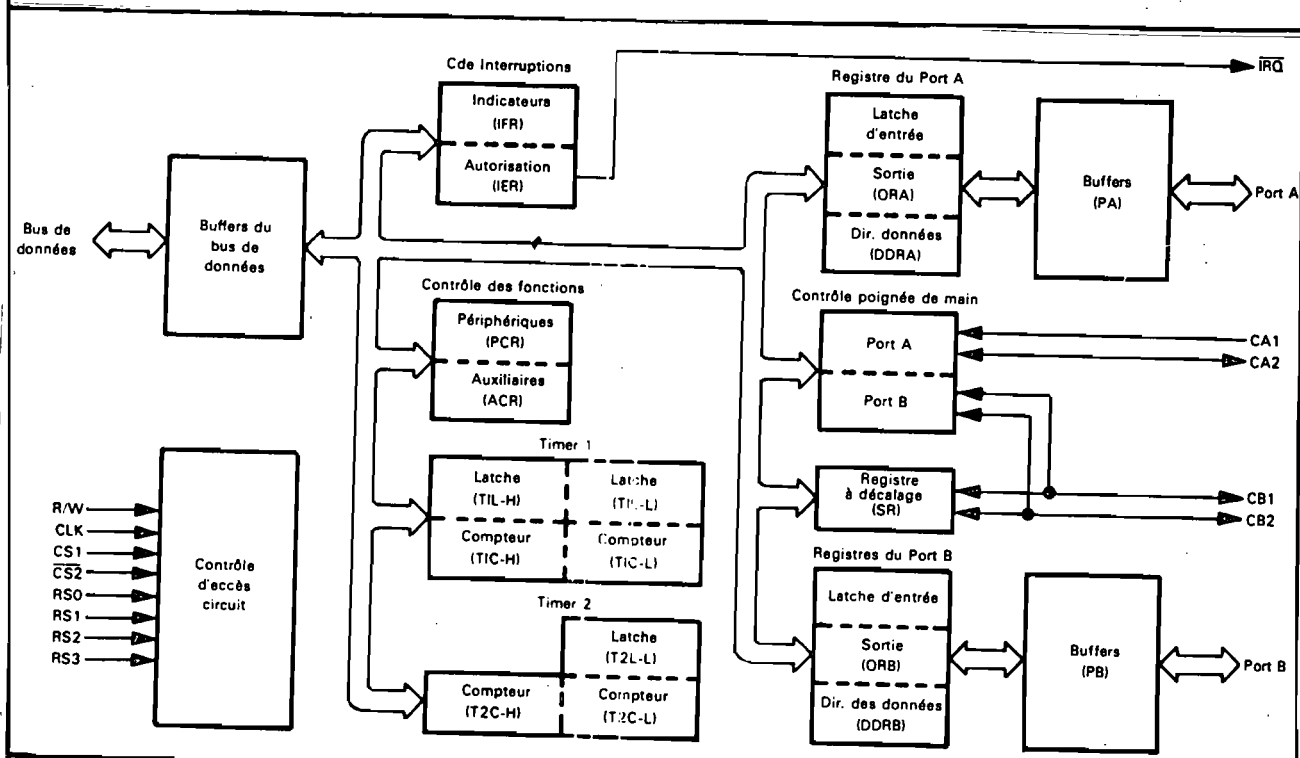 Cde Interruptions
Indicateurs
(IFR)
Autorisation
(IER)
IRQ
Registre du Port A
Latche
d'entrée
Sortie
(ORA)
Dir. données
(DDRA)
Buffers
(PA)
Port A
Bus de
données
Buffers du
bus de
données
Contrôle des fonctions
Périphériques
(PCR)
Auxiliaires
(ACR)
Contrôle poignée de main
Port A
Port B
CA1
CA2
Timer 1
Latche
(TIL-H)
Latche
(TIL-L)
Compteur
(TIC-H)
Compteur
(TIC-L)
Registre
à décalage
(SR)
CB1
CB2
R/W
CLK
CS1
CS2
RS0
RS1
RS2
RS3
Contrôle
d'eccès
circuit
Timer 2
Latche
(T2L-L)
Compteur
(T2C-H)
Compteur
(T2C-L)
Registres du Port B
Latche d'entrée
Sortie
(ORB)
Dir. des données
(DDRB)
Buffers
(PB)
Port B